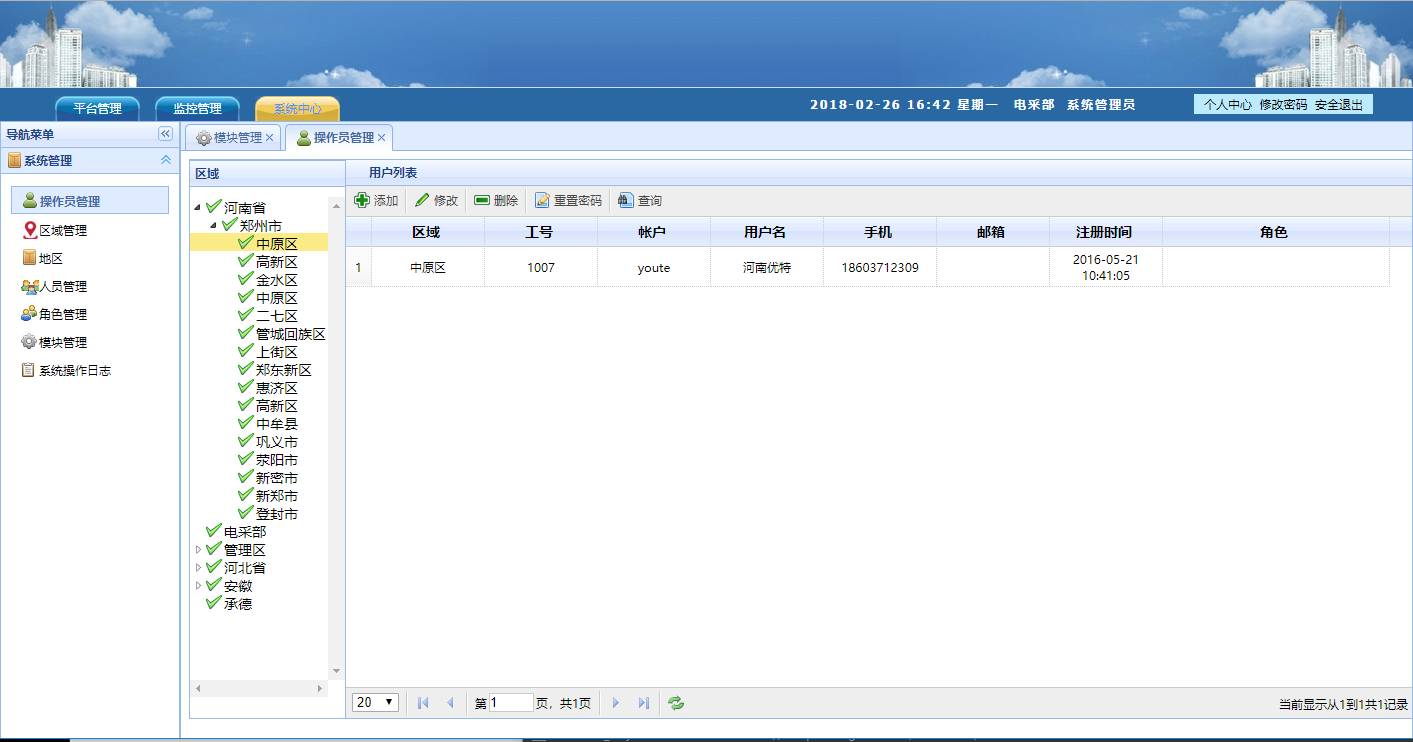 平台管理
监控管理
系统中心
2018-02-26 16:42 星期一 电采部 系统管理员
个人中心 修改密码 安全退出
导航菜单
模块管理
操作员管理
系统管理
操作员管理
区域管理
地区
人员管理
角色管理
模块管理
系统操作日志
区域
河南省
郑州市
中原区
高新区
金水区
中原区
二七区
管城回族区
上街区
郑东新区
惠济区
高新区
中牟县
巩义市
荥阳市
新密市
新郑市
登封市
电采部
管理区
河北省
安徽
承德
用户列表
添加 修改 删除 重置密码 查询
区域 工号 帐户 用户名 手机 邮箱 注册时间 角色
1 中原区 1007 youte 河南优特 18603712309 2016-05-21
10:41:05
20 第 1 页, 共1页
当前显示从1到1共1记录